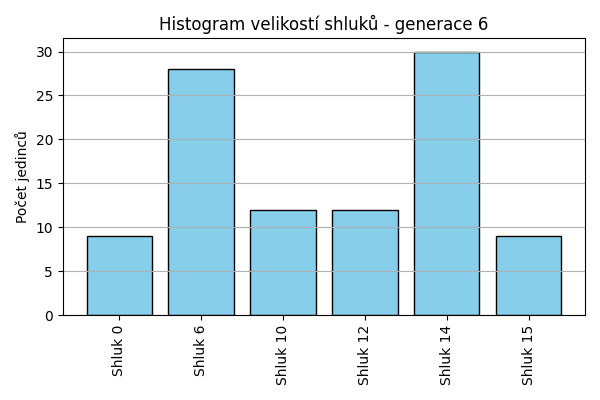 Histogram velikostí shluků - generace 6
Počet jedinců
30
25
20
15
10
5
0
Shluk 0
Shluk 6
Shluk 10
Shluk 12
Shluk 14
Shluk 15